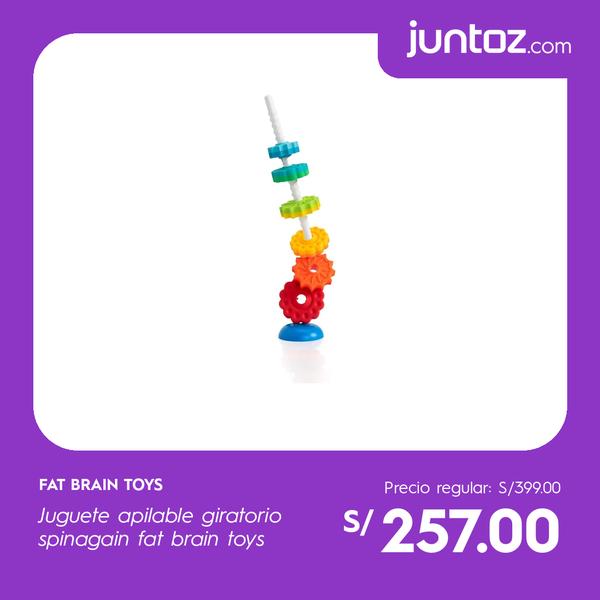 juntoz.com
FAT BRAIN TOYS
Juguete apilable giratorio
spinagain fat brain toys
Precio regular: S/399.00
S/257.00